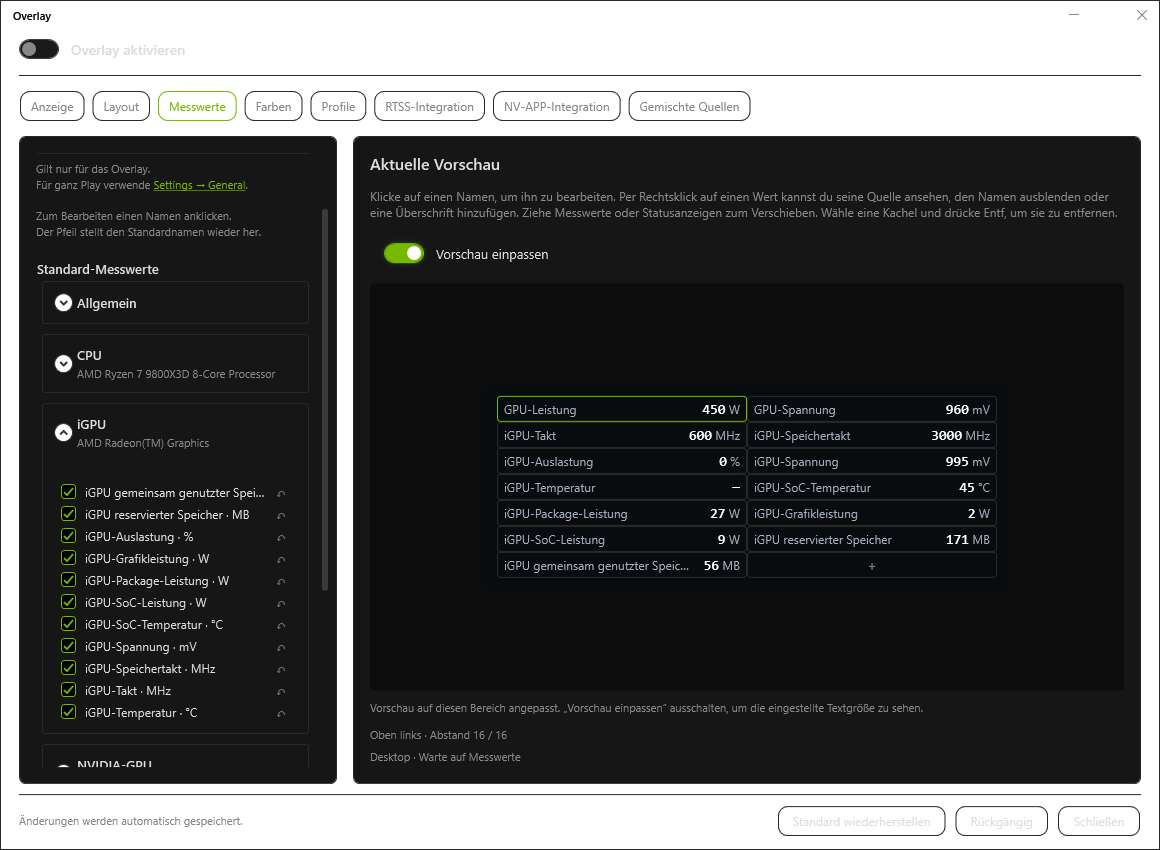 Overlay
Overlay aktivieren
Anzeige
Layout
Messwerte
Farben
Profile
RTSS-Integration
NV-APP-Integration
Gemischte Quellen
Gilt nur für das Overlay.
Für ganz Play verwende Settings → General.
Zum Bearbeiten einen Namen anklicken.
Der Pfeil stellt den Standardnamen wieder her.
Standard-Messwerte
Allgemein
CPU
AMD Ryzen 7 9800X3D 8-Core Processor
iGPU
AMD Radeon(TM) Graphics
iGPU gemeinsam genutzter Spei...
iGPU reservierter Speicher · MB
iGPU-Auslastung · %
iGPU-Grafikleistung · W
iGPU-Package-Leistung · W
iGPU-SoC-Leistung · W
iGPU-SoC-Temperatur · °C
iGPU-Spannung · mV
iGPU-Speichertakt · MHz
iGPU-Takt · MHz
iGPU-Temperatur · °C
NVIDIA-GPU
Aktuelle Vorschau
Klicke auf einen Namen, um ihn zu bearbeiten. Per Rechtsklick auf einen Wert kannst du seine Quelle ansehen, den Namen ausblenden oder
eine Überschrift hinzufügen. Ziehe Messwerte oder Statusanzeigen zum Verschieben. Wähle eine Kachel und drücke Entf, um sie zu entfernen.
Vorschau einpassen
GPU-Leistung 450 W GPU-Spannung 960 mV
iGPU-Takt 600 MHz iGPU-Speichertakt 3000 MHz
iGPU-Auslastung 0 % iGPU-Spannung 995 mV
iGPU-Temperatur — iGPU-SoC-Temperatur 45 °C
iGPU-Package-Leistung 27 W iGPU-Grafikleistung 2 W
iGPU-SoC-Leistung 9 W iGPU reservierter Speicher 171 MB
iGPU gemeinsam genutzter Speic... 56 MB +
Vorschau auf diesen Bereich angepasst. „Vorschau einpassen“ ausschalten, um die eingestellte Textgröße zu sehen.
Oben links · Abstand 16 / 16
Desktop · Warte auf Messwerte
Änderungen werden automatisch gespeichert.
Standard wiederherstellen
Rückgängig
Schließen